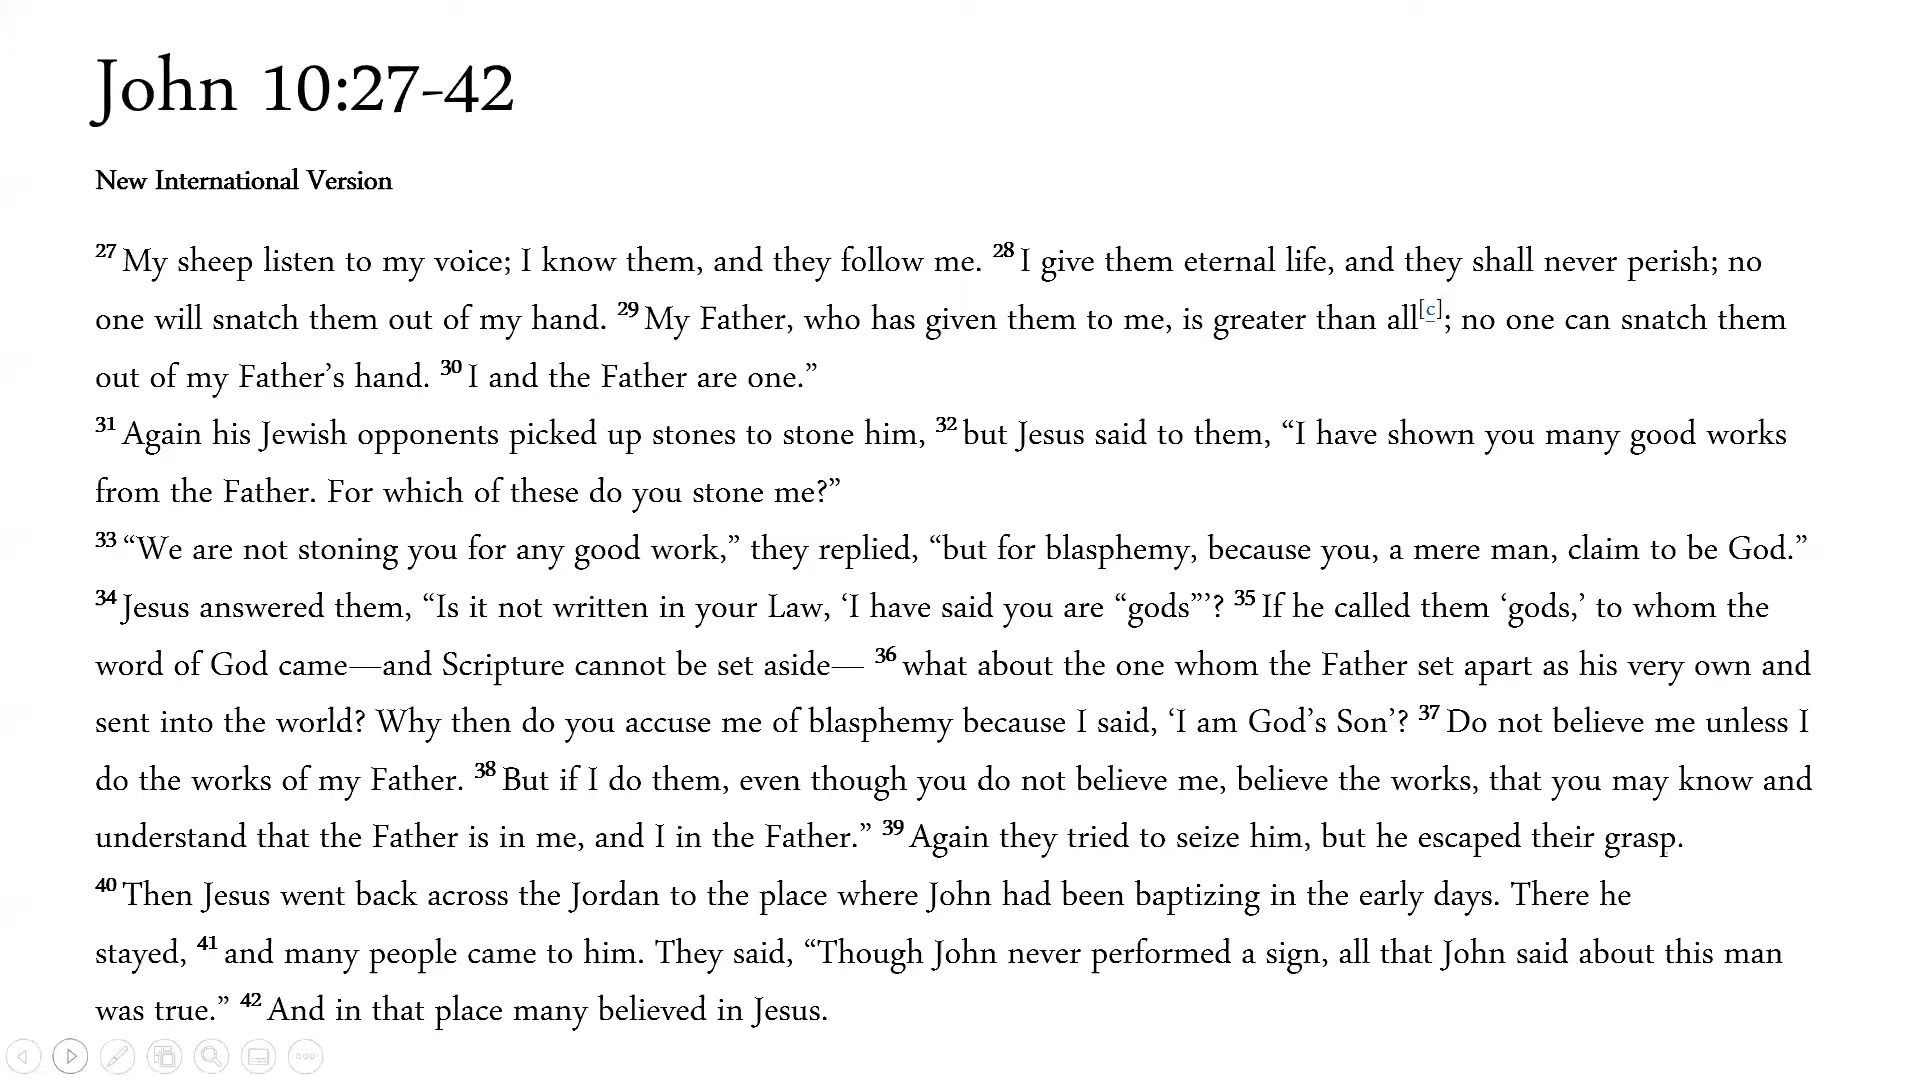 John 10:27-42
New International Version
27 My sheep listen to my voice; I know them, and they follow me. 28 I give them eternal life, and they shall never perish; no
one will snatch them out of my hand. 29 My Father, who has given them to me, is greater than all[c]; no one can snatch them
out of my Father’s hand. 30 I and the Father are one.”
31 Again his Jewish opponents picked up stones to stone him, 32 but Jesus said to them, “I have shown you many good works
from the Father. For which of these do you stone me?”
33 “We are not stoning you for any good work,” they replied, “but for blasphemy, because you, a mere man, claim to be God.”
34 Jesus answered them, “Is it not written in your Law, ‘I have said you are “gods”’? 35 If he called them ‘gods,’ to whom the
word of God came—and Scripture cannot be set aside— 36 what about the one whom the Father set apart as his very own and
sent into the world? Why then do you accuse me of blasphemy because I said, ‘I am God’s Son’? 37 Do not believe me unless I
do the works of my Father. 38 But if I do them, even though you do not believe me, believe the works, that you may know and
understand that the Father is in me, and I in the Father.” 39 Again they tried to seize him, but he escaped their grasp.
40 Then Jesus went back across the Jordan to the place where John had been baptizing in the early days. There he
stayed, 41 and many people came to him. They said, “Though John never performed a sign, all that John said about this man
was true.” 42 And in that place many believed in Jesus.